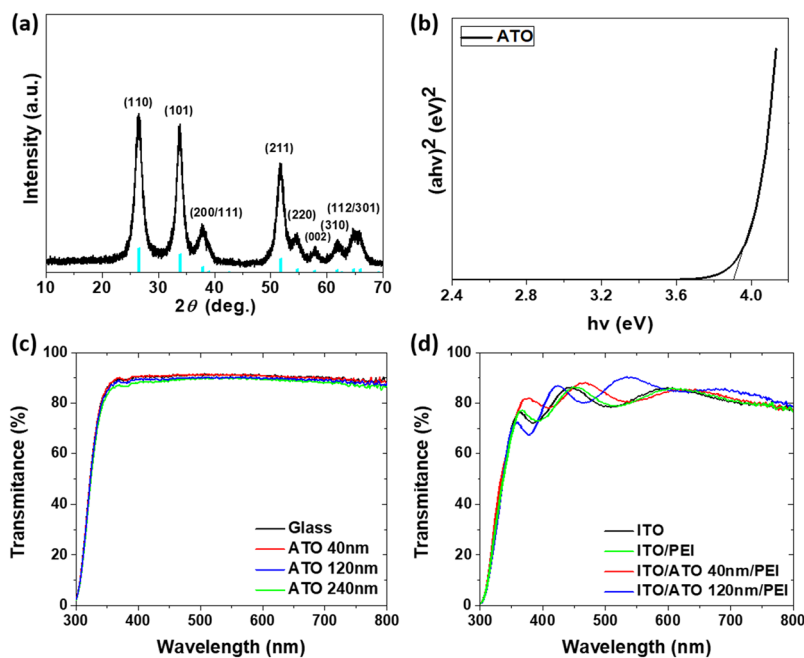 (a)
Intensity (a.u.)
(110)
(101)
(200/111)
(211)
(220)
(002)
(310)
(112/301)
10 20 30 40 50 60 70
2θ (deg.)
(b)
ATO
(ahv)² (eV)²
2.4 2.8 3.2 3.6 4.0
hv (eV)
(c)
Transmitance (%)
100
80
60
40
20
0
Glass
ATO 40nm
ATO 120nm
ATO 240nm
300 400 500 600 700 800
Wavelength (nm)
(d)
Transmitance (%)
100
80
60
40
20
0
ITO
ITO/PEI
ITO/ATO 40nm/PEI
ITO/ATO 120nm/PEI
300 400 500 600 700 800
Wavelength (nm)